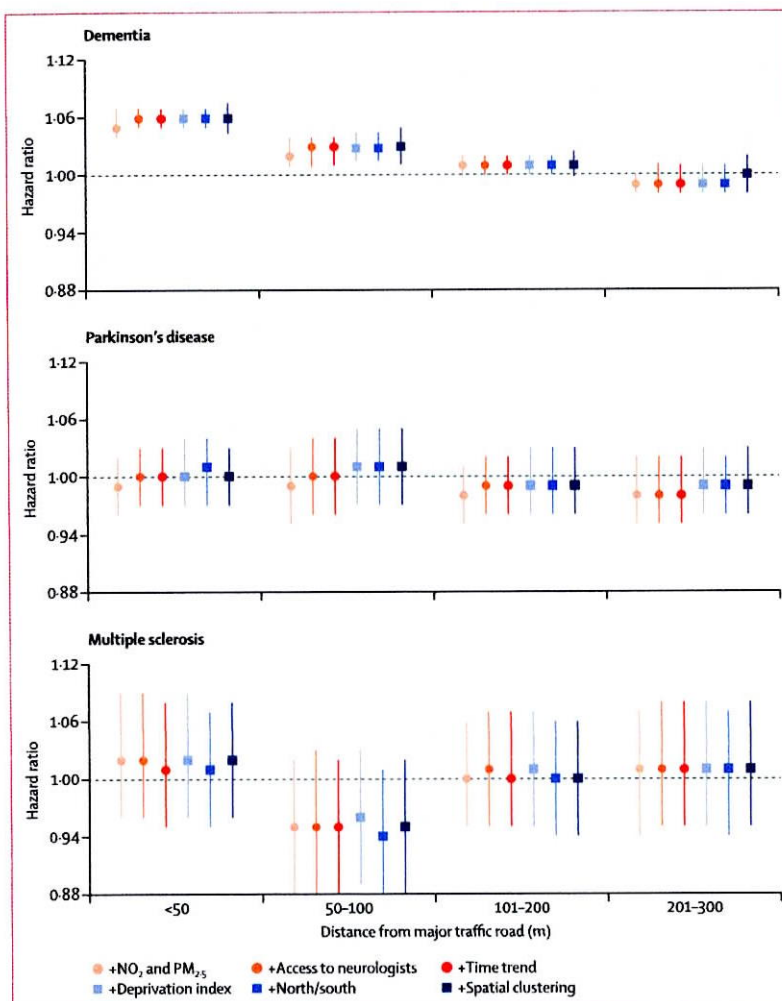 Dementia
1·12
1·06
1·00
0·94
0·88
Hazard ratio
Parkinson's disease
1·12
1·06
1·00
0·94
0·88
Hazard ratio
Multiple sclerosis
1·12
1·06
1·00
0·94
0·88
Hazard ratio
<50 50–100 101–200 201–300
Distance from major traffic road (m)
+NO₂ and PM₂·₅ +Access to neurologists +Time trend
+Deprivation index +North/south +Spatial clustering